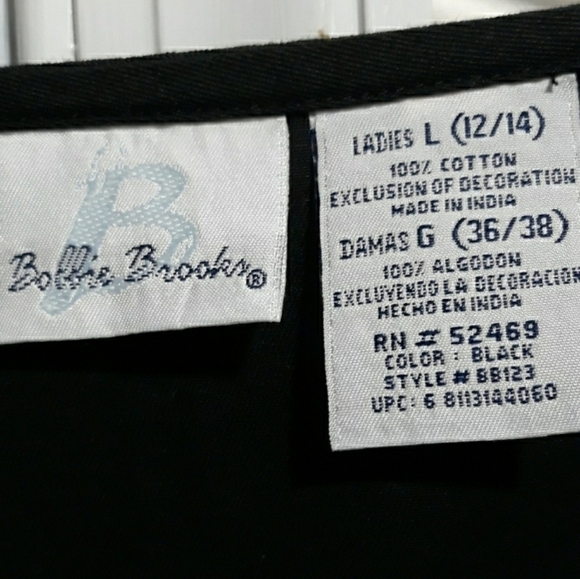 B
Bobbie Brooks®
LADIES L (12/14)
100% COTTON
EXCLUSION OF DECORATION
MADE IN INDIA
DAMAS G (36/38)
100% ALGODON
EXCLUYENDO LA DECORACION
HECHO EN INDIA
RN # 52469
COLOR : BLACK
STYLE # BB123
UPC: 6 8113144060